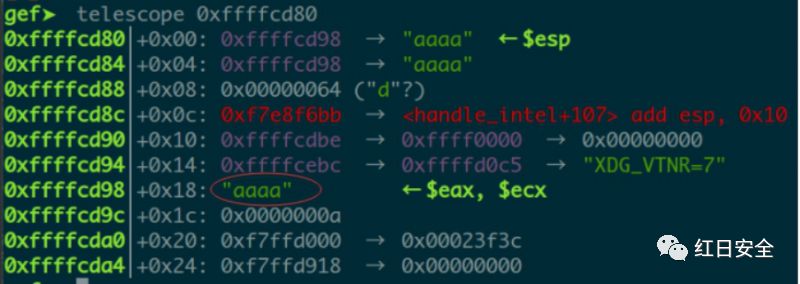 gef➤ telescope 0xffffcd80
0xffffcd80|+0x00: 0xffffcd98 → "aaaa" ←$esp
0xffffcd84|+0x04: 0xffffcd98 → "aaaa"
0xffffcd88|+0x08: 0x00000064 ("d"?)
0xffffcd8c|+0x0c: 0xf7e8f6bb → <handle_intel+107> add esp, 0x10
0xffffcd90|+0x10: 0xffffcdbe → 0xffff0000 → 0x00000000
0xffffcd94|+0x14: 0xffffcebc → 0xffffd0c5 → "XDG_VTNR=7"
0xffffcd98|+0x18: "aaaa" ←$eax, $ecx
0xffffcd9c|+0x1c: 0x0000000a
0xffffcda0|+0x20: 0xf7ffd000 → 0x00023f3c
0xffffcda4|+0x24: 0xf7ffd918 → 0x00000000
红日安全